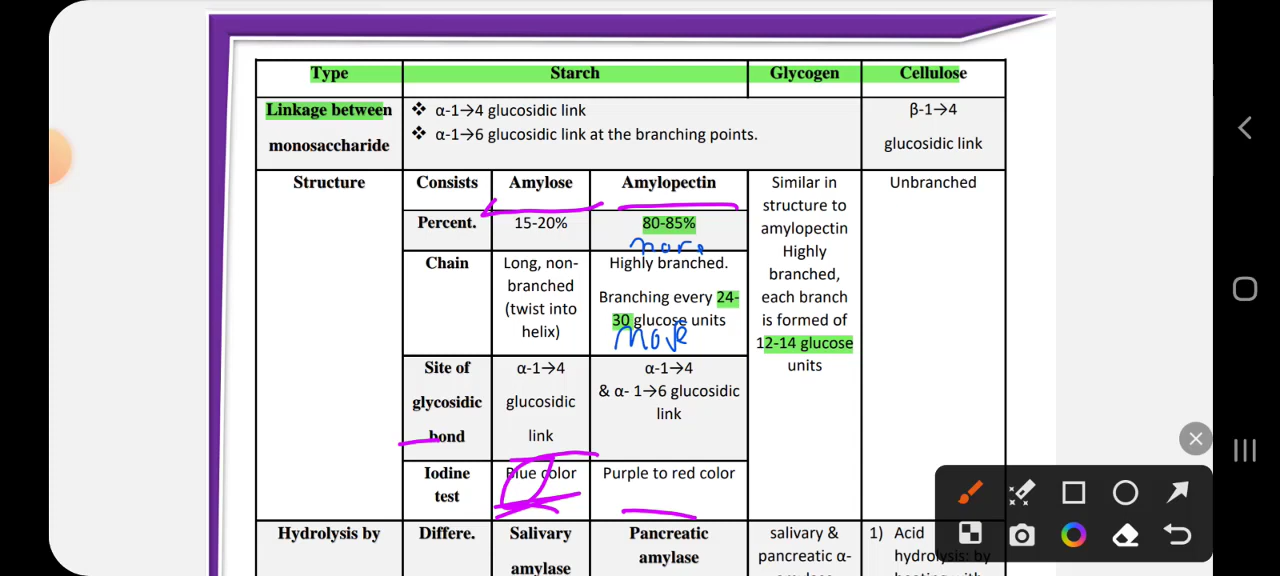 Type Starch Glycogen Cellulose
Linkage between
monosaccharide
❖ α-1→4 glucosidic link
❖ α-1→6 glucosidic link at the branching points.
β-1→4
glucosidic link
Structure
Consists Amylose Amylopectin
Percent. 15-20% 80-85%
Chain
Long, non-
branched
(twist into
helix)
Highly branched.
Branching every 24-
30 glucose units
Site of
glycosidic
bond
α-1→4
glucosidic
link
α-1→4
& α- 1→6 glucosidic
link
Iodine
test
Blue color
Purple to red color
Similar in
structure to
amylopectin
Highly
branched,
each branch
is formed of
12-14 glucose
units
Unbranched
Hydrolysis by
Differe.
Salivary
amylase
Pancreatic
amylase
salivary &
pancreatic α-
1) Acid
hydrolysis: by